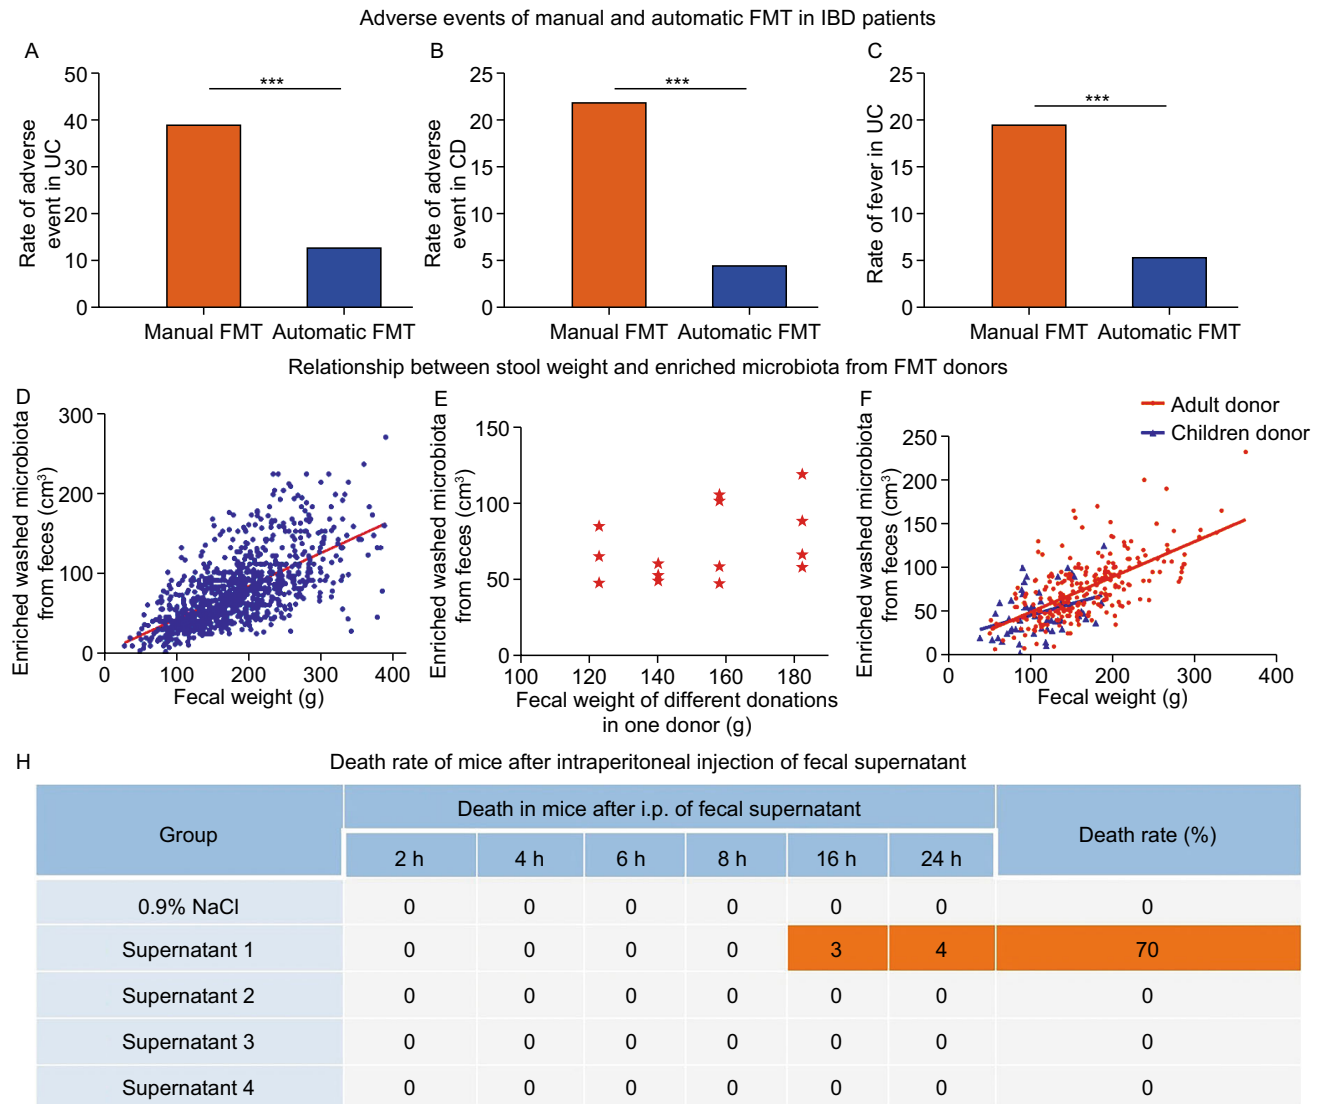 Adverse events of manual and automatic FMT in IBD patients
A
Rate of adverse
event in UC
50
40
30
20
10
0
***
Manual FMT
Automatic FMT
B
Rate of adverse
event in CD
25
20
15
10
5
0
***
Manual FMT
Automatic FMT
C
Rate of fever in UC
25
20
15
10
5
0
***
Manual FMT
Automatic FMT
Relationship between stool weight and enriched microbiota from FMT donors
D
Enriched washed microbiota
from feces (cm³)
300
200
100
0
0 100 200 300 400
Fecal weight (g)
E
Enriched washed microbiota
from feces (cm³)
150
100
50
0
100 120 140 160 180
Fecal weight of different donations
in one donor (g)
F
Adult donor
Children donor
Enriched washed microbiota
from feces (cm³)
250
200
150
100
50
0
0 100 200 300 400
Fecal weight (g)
H
Death rate of mice after intraperitoneal injection of fecal supernatant
Group
Death in mice after i.p. of fecal supernatant
Death rate (%)
2 h 4 h 6 h 8 h 16 h 24 h
0.9% NaCl 0 0 0 0 0 0 0
Supernatant 1 0 0 0 0 3 4 70
Supernatant 2 0 0 0 0 0 0 0
Supernatant 3 0 0 0 0 0 0 0
Supernatant 4 0 0 0 0 0 0 0